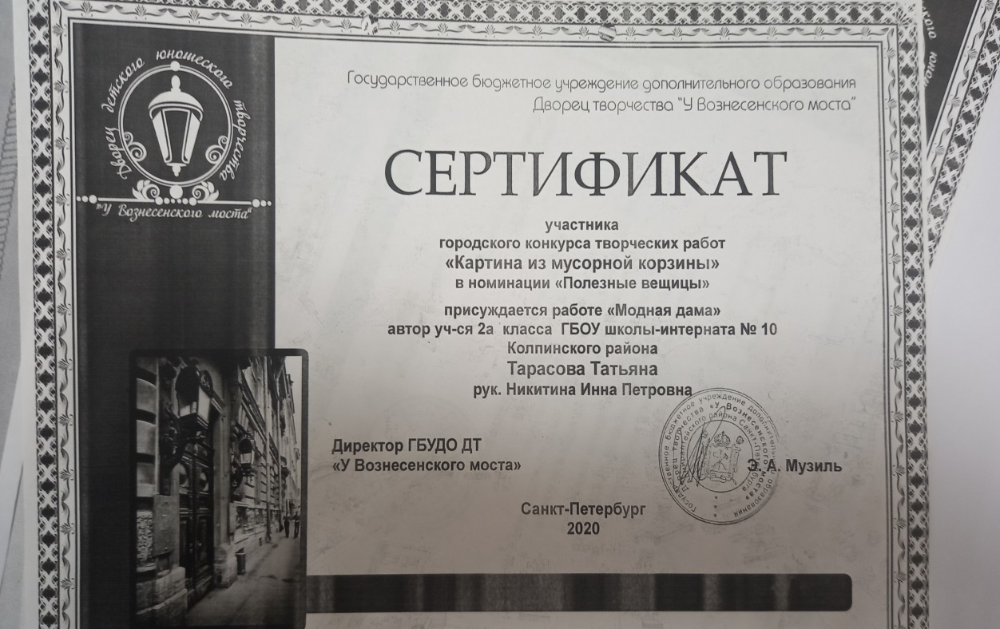 Дворец детского юношеского творчества
"У Вознесенского моста"
Государственное бюджетное учреждение дополнительного образования
Дворец творчества "У Вознесенского моста"
СЕРТИФИКАТ
участника
городского конкурса творческих работ
«Картина из мусорной корзины»
в номинации «Полезные вещицы»
присуждается работе «Модная дама»
автор уч-ся 2а класса ГБОУ школы-интерната № 10
Колпинского района
Тарасова Татьяна
рук. Никитина Инна Петровна
Директор ГБУДО ДТ
«У Вознесенского моста»
Э. А. Музиль
Государственное бюджетное учреждение дополнительного образования
Дворец творчества «У Вознесенского моста»
Адмиралтейского района Санкт-Петербурга
Санкт-Петербург
2020